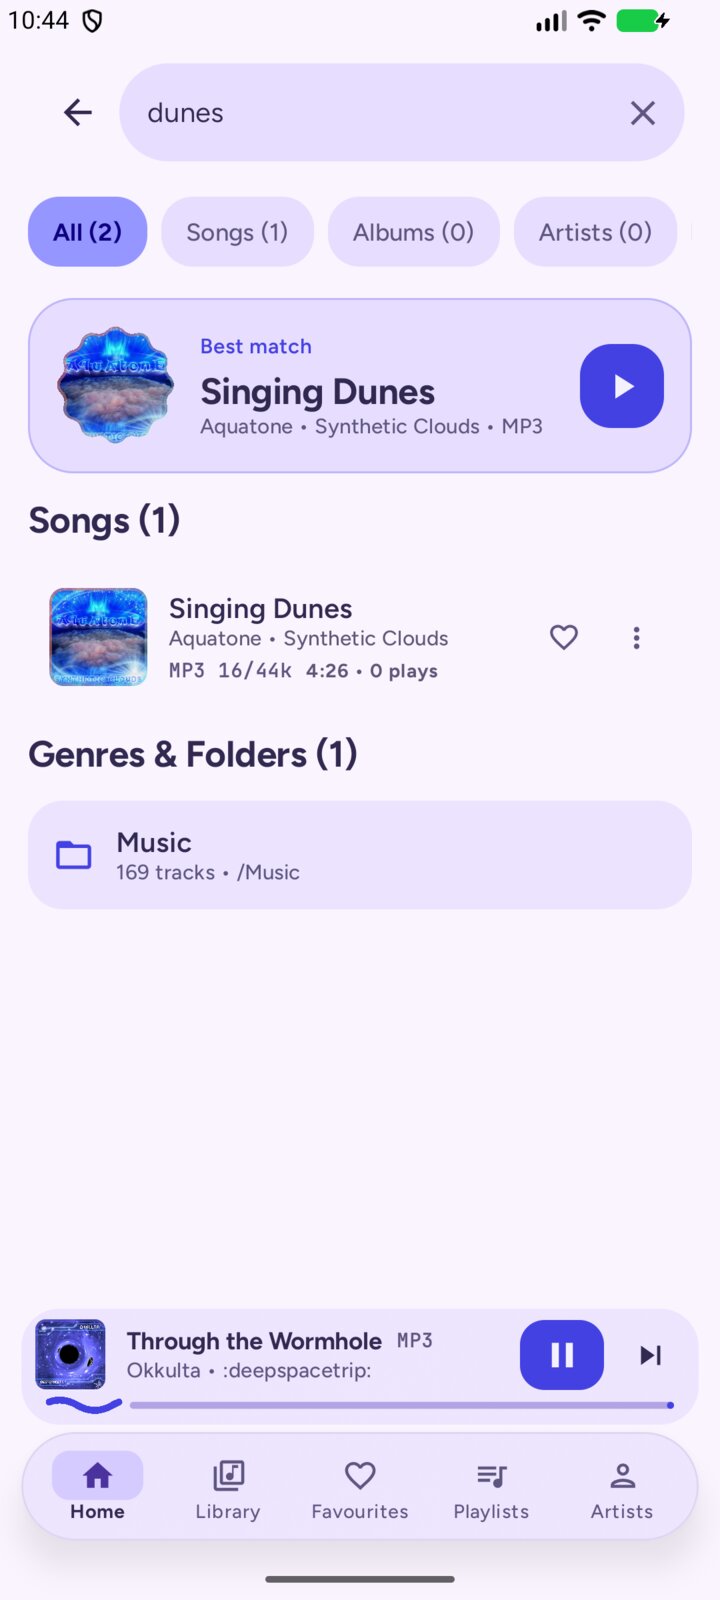 10:44
dunes
All (2)
Songs (1)
Albums (0)
Artists (0)
Best match
Singing Dunes
Aquatone • Synthetic Clouds • MP3
Songs (1)
Singing Dunes
Aquatone • Synthetic Clouds
MP3 16/44k 4:26 • 0 plays
Genres & Folders (1)
Music
169 tracks • /Music
Through the Wormhole MP3
Okkulta • :deepspacetrip:
Home
Library
Favourites
Playlists
Artists